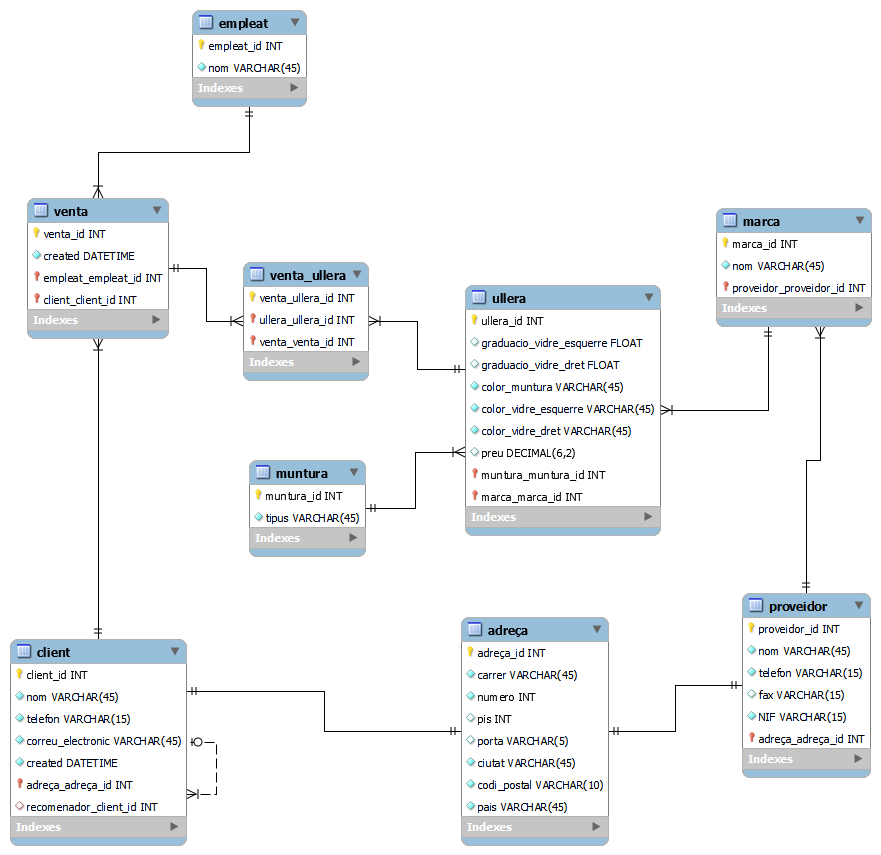 empleat
empleat_id INT
nom VARCHAR(45)
Indexes
venta
venta_id INT
created DATETIME
empleat_empleat_id INT
client_client_id INT
Indexes
venta_ullera
venta_ullera_id INT
ullera_ullera_id INT
venta_venta_id INT
Indexes
ullera
ullera_id INT
graduacio_vidre_esquerre FLOAT
graduacio_vidre_dret FLOAT
color_muntura VARCHAR(45)
color_vidre_esquerre VARCHAR(45)
color_vidre_dret VARCHAR(45)
preu DECIMAL(6,2)
muntura_muntura_id INT
marca_marca_id INT
Indexes
marca
marca_id INT
nom VARCHAR(45)
proveidor_proveidor_id INT
Indexes
muntura
muntura_id INT
tipus VARCHAR(45)
Indexes
client
client_id INT
nom VARCHAR(45)
telefon VARCHAR(15)
correu_electronic VARCHAR(45)
created DATETIME
adreça_adreça_id INT
recomenador_client_id INT
Indexes
adreça
adreça_id INT
carrer VARCHAR(45)
numero INT
pis INT
porta VARCHAR(5)
ciutat VARCHAR(45)
codi_postal VARCHAR(10)
pais VARCHAR(45)
Indexes
proveidor
proveidor_id INT
nom VARCHAR(45)
telefon VARCHAR(15)
fax VARCHAR(15)
NIF VARCHAR(15)
adreça_adreça_id INT
Indexes